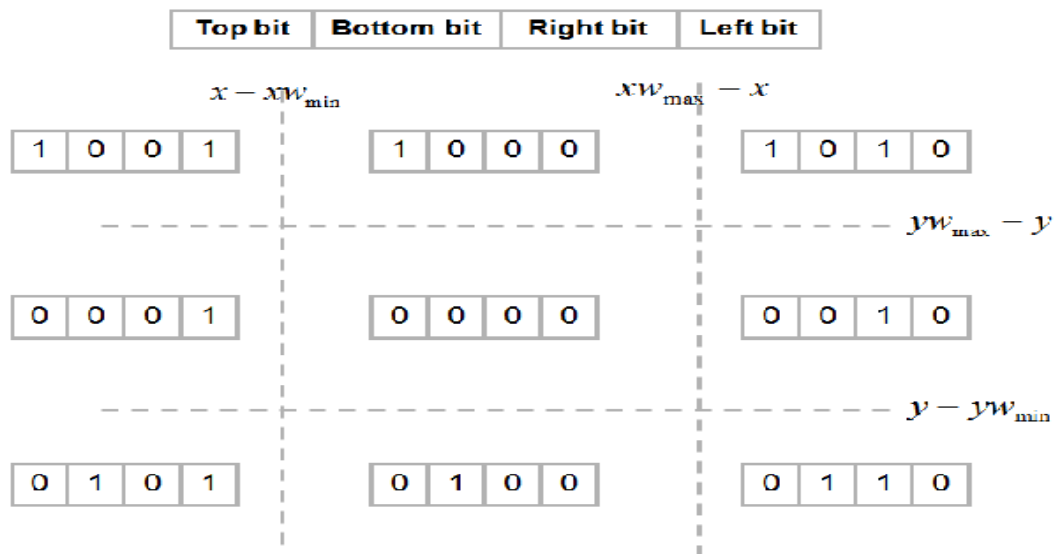 Top bit Bottom bit Right bit Left bit
x − xw_min xw_max − x
1 0 0 1 1 0 0 0 1 0 1 0
yw_max − y
0 0 0 1 0 0 0 0 0 0 1 0
y − yw_min
0 1 0 1 0 1 0 0 0 1 1 0